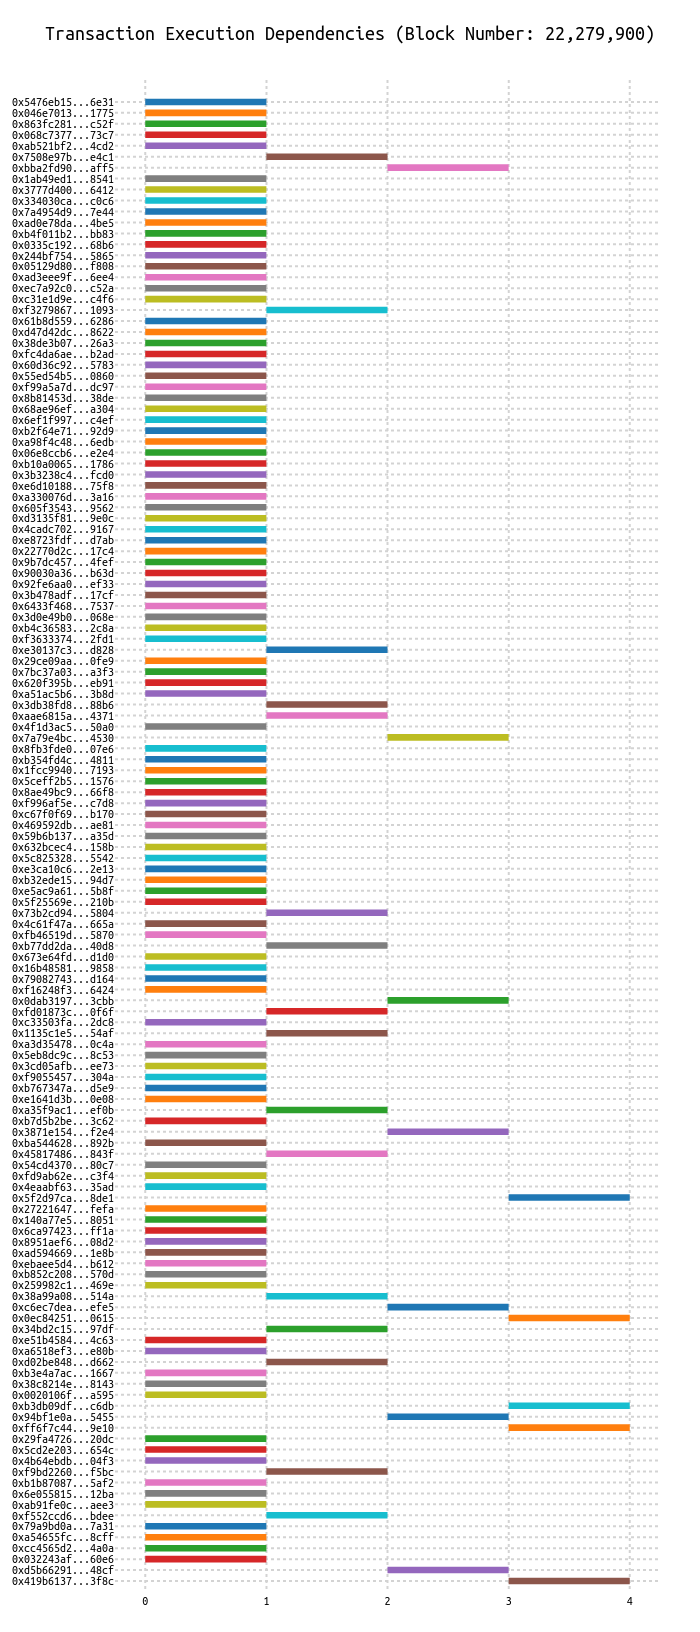 Transaction Execution Dependencies (Block Number: 22,279,900)
0x5476eb15...6e31
0x046e7013...1775
0x863fc281...c52f
0x068c7377...73c7
0xab521bf2...4cd2
0x7508e97b...e4c1
0xbba2fd90...aff5
0x1ab49ed1...8541
0x3777d400...6412
0x334030ca...c0c6
0x7a4954d9...7e44
0xad0e78da...4be5
0xb4f011b2...bb83
0x0335c192...68b6
0x244bf754...5865
0x05129d80...f808
0xad3eee9f...6ee4
0xec7a92c0...c52a
0xc31e1d9e...c4f6
0xf3279867...1093
0x61b8d559...6286
0xd47d42dc...8622
0x38de3b07...26a3
0xfc4da6ae...b2ad
0x60d36c92...5783
0x55ed54b5...0860
0xf99a5a7d...dc97
0x8b81453d...38de
0x68ae96ef...a304
0x6ef1f997...c4ef
0xb2f64e71...92d9
0xa98f4c48...6edb
0x06e8ccb6...e2e4
0xb10a0065...1786
0x3b3238c4...fcd0
0xe6d10188...75f8
0xa330076d...3a16
0x605f3543...9562
0xd3135f81...9e0c
0x4cadc702...9167
0xe8723fdf...d7ab
0x22770d2c...17c4
0x9b7dc457...4fef
0x90030a36...b63d
0x92fe6aa0...ef33
0x3b478adf...17cf
0x6433f468...7537
0x3d0e49b0...068e
0xb4c36583...2c8a
0xf3633374...2fd1
0xe30137c3...d828
0x29ce09aa...0fe9
0x7bc37a03...a3f3
0x620f395b...eb91
0xa51ac5b6...3b8d
0x3db38fd8...88b6
0xaae6815a...4371
0x4f1d3ac5...50a0
0x7a79e4bc...4530
0x8fb3fde0...07e6
0xb354fd4c...4811
0x1fcc9940...7193
0x5ceff2b5...1576
0x8ae49bc9...66f8
0xf996af5e...c7d8
0xc67f0f69...b170
0x469592db...ae81
0x59b6b137...a35d
0x632bcec4...158b
0x5c825328...5542
0xe3ca10c6...2e13
0xb32ede15...94d7
0xe5ac9a61...5b8f
0x5f25569e...210b
0x73b2cd94...5804
0x4c61f47a...665a
0xfb46519d...5870
0xb77dd2da...40d8
0x673e64fd...d1d0
0x16b48581...9858
0x79082743...d164
0xf16248f3...6424
0x0dab3197...3cbb
0xfd01873c...0f6f
0xc33503fa...2dc8
0x1135c1e5...54af
0xa3d35478...0c4a
0x5eb8dc9c...8c53
0x3cd05afb...ee73
0xf9055457...304a
0xb767347a...d5e9
0xe1641d3b...0e08
0xa35f9ac1...ef0b
0xb7d5b2be...3c62
0x3871e154...f2e4
0xba544628...892b
0x45817486...843f
0x54cd4370...80c7
0xfd9ab62e...c3f4
0x4eaabf63...35ad
0x5f2d97ca...8de1
0x27221647...fefa
0x140a77e5...8051
0x6ca97423...ff1a
0x8951aef6...08d2
0xad594669...1e8b
0xebaee5d4...b612
0xb852c208...570d
0x259982c1...469e
0x38a99a08...514a
0xc6ec7dea...efe5
0x0ec84251...0615
0x34bd2c15...97df
0xe51b4584...4c63
0xa6518ef3...e80b
0xd02be848...d662
0xb3e4a7ac...1667
0x38c8214e...8143
0x0020106f...a595
0xb3db09df...c6db
0x94bf1e0a...5455
0xff6f7c44...9e10
0x29fa4726...20dc
0x5cd2e203...654c
0x4b64ebdb...04f3
0xf9bd2260...f5bc
0xb1b87087...5af2
0x6e055815...12ba
0xab91fe0c...aee3
0xf552ccd6...bdee
0x79a9bd0a...7a31
0xa54655fc...8cff
0xcc4565d2...4a0a
0x032243af...60e6
0xd5b66291...48cf
0x419b6137...3f8c
0 1 2 3 4